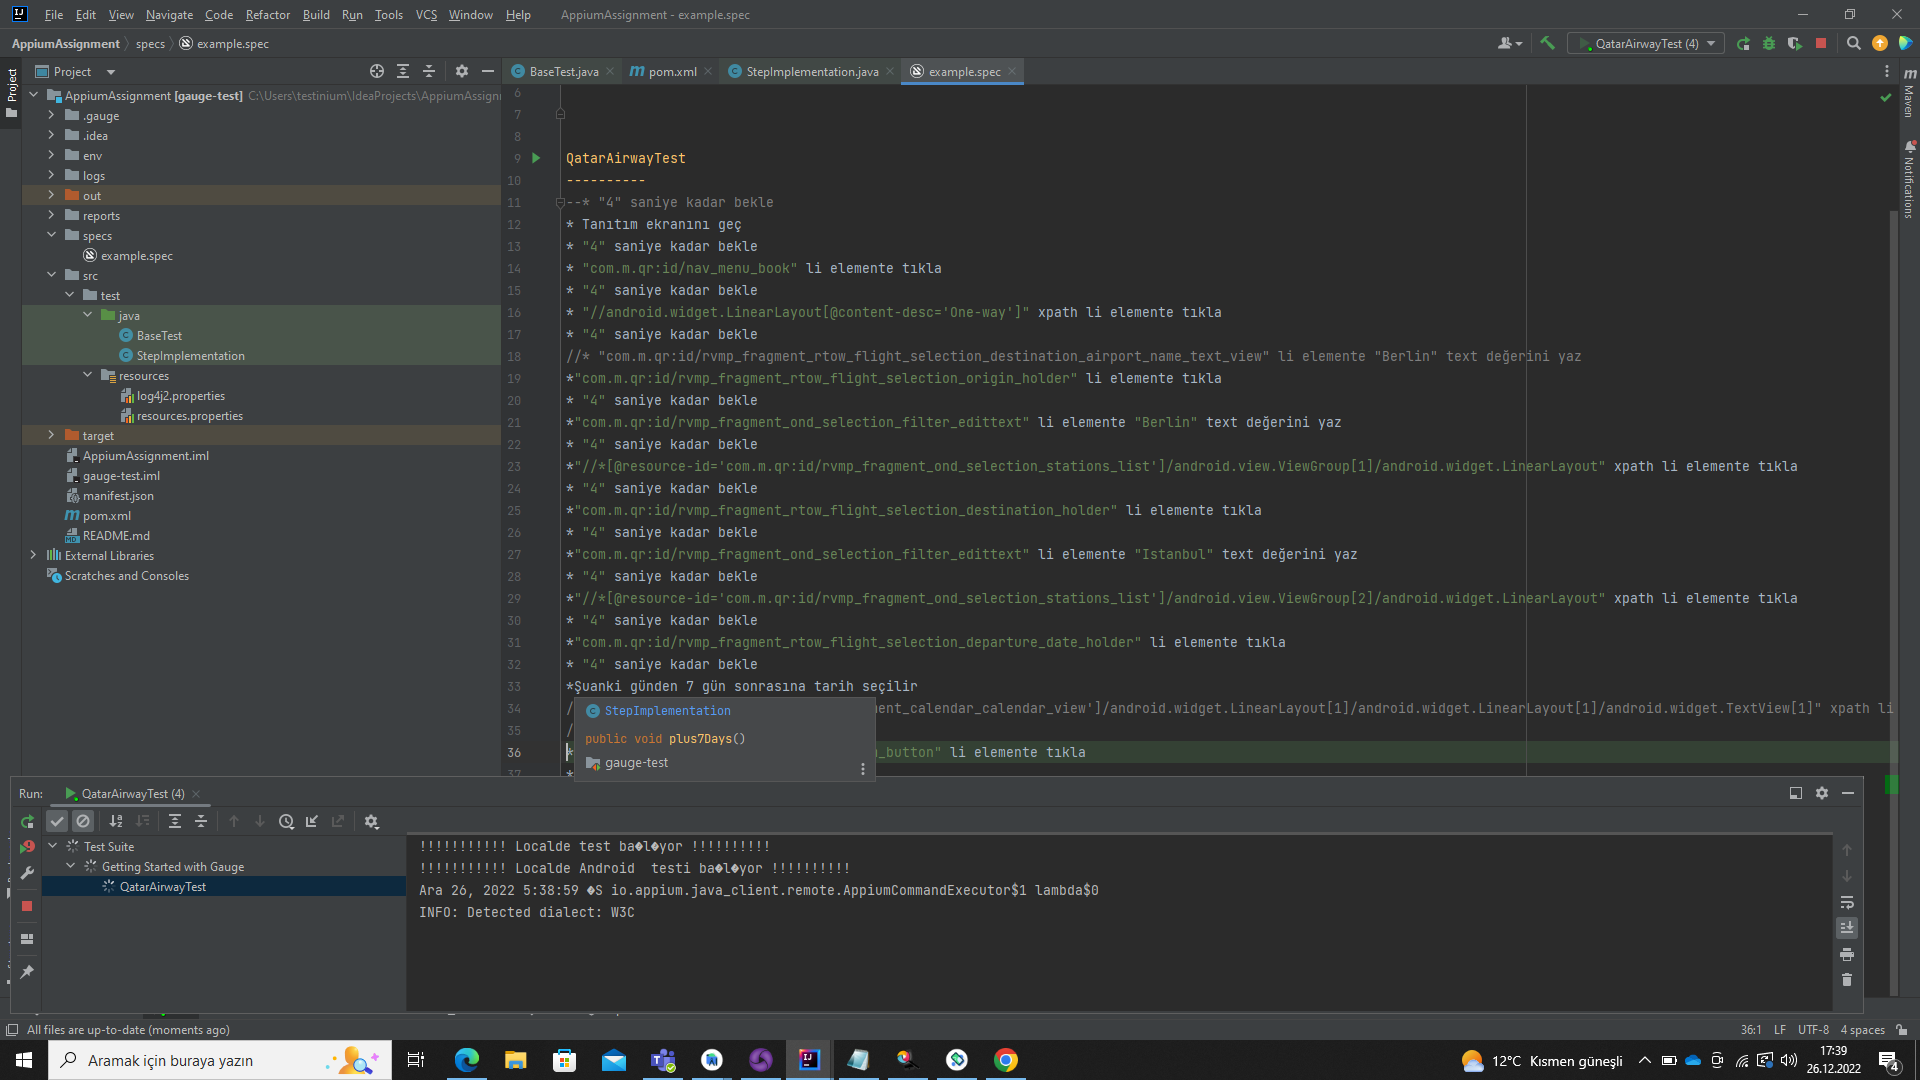 File Edit View Navigate Code Refactor Build Run Tools VCS Window Help AppiumAssignment - example.spec
AppiumAssignment specs example.spec
QatarAirwayTest (4)
Project
Project
BaseTest.java
pom.xml
StepImplementation.java
example.spec
AppiumAssignment [gauge-test] C:\Users\testinium\IdeaProjects\AppiumAssign
.gauge
.idea
env
logs
out
reports
specs
example.spec
src
test
java
BaseTest
StepImplementation
resources
log4j2.properties
resources.properties
target
AppiumAssignment.iml
gauge-test.iml
manifest.json
pom.xml
README.md
External Libraries
Scratches and Consoles
6
7
8
9 QatarAirwayTest
10 ----------
11 --* "4" saniye kadar bekle
12 * Tanıtım ekranını geç
13 * "4" saniye kadar bekle
14 * "com.m.qr:id/nav_menu_book" li elemente tıkla
15 * "4" saniye kadar bekle
16 * "//android.widget.LinearLayout[@content-desc='One-way']" xpath li elemente tıkla
17 * "4" saniye kadar bekle
18 //* "com.m.qr:id/rvmp_fragment_rtow_flight_selection_destination_airport_name_text_view" li elemente "Berlin" text değerini yaz
19 *"com.m.qr:id/rvmp_fragment_rtow_flight_selection_origin_holder" li elemente tıkla
20 * "4" saniye kadar bekle
21 *"com.m.qr:id/rvmp_fragment_ond_selection_filter_edittext" li elemente "Berlin" text değerini yaz
22 * "4" saniye kadar bekle
23 *"//*[@resource-id='com.m.qr:id/rvmp_fragment_ond_selection_stations_list']/android.view.ViewGroup[1]/android.widget.LinearLayout" xpath li elemente tıkla
24 * "4" saniye kadar bekle
25 *"com.m.qr:id/rvmp_fragment_rtow_flight_selection_destination_holder" li elemente tıkla
26 * "4" saniye kadar bekle
27 *"com.m.qr:id/rvmp_fragment_ond_selection_filter_edittext" li elemente "Istanbul" text değerini yaz
28 * "4" saniye kadar bekle
29 *"//*[@resource-id='com.m.qr:id/rvmp_fragment_ond_selection_stations_list']/android.view.ViewGroup[2]/android.widget.LinearLayout" xpath li elemente tıkla
30 * "4" saniye kadar bekle
31 *"com.m.qr:id/rvmp_fragment_rtow_flight_selection_departure_date_holder" li elemente tıkla
32 * "4" saniye kadar bekle
33 *Şuanki günden 7 gün sonrasına tarih seçilir
34 / ent_calendar_calendar_view']/android.widget.LinearLayout[1]/android.widget.LinearLayout[1]/android.widget.TextView[1]" xpath li
35 /
36 * _button" li elemente tıkla
37 *
StepImplementation
public void plus7Days()
gauge-test
Maven
Notifications
Run: QatarAirwayTest (4)
Test Suite
Getting Started with Gauge
QatarAirwayTest
!!!!!!!!!!! Localde test ba�l�yor !!!!!!!!!!
!!!!!!!!!!! Localde Android  testi ba�l�yor !!!!!!!!!!
Ara 26, 2022 5:38:59 �S io.appium.java_client.remote.AppiumCommandExecutor$1 lambda$0
INFO: Detected dialect: W3C
All files are up-to-date (moments ago)
36:1 LF UTF-8 4 spaces
Aramak için buraya yazın
12°C Kısmen güneşli
17:39
26.12.2022
4